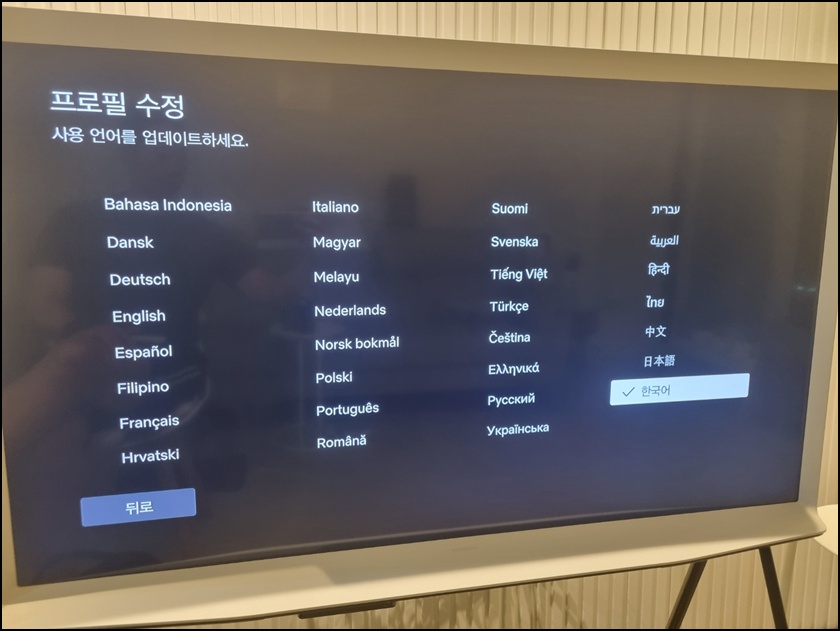 프로필 수정
사용 언어를 업데이트하세요.
Bahasa Indonesia
Dansk
Deutsch
English
Español
Filipino
Français
Hrvatski
Italiano
Magyar
Melayu
Nederlands
Norsk bokmål
Polski
Português
Română
Suomi
Svenska
Tiếng Việt
Türkçe
Čeština
Ελληνικά
Русский
Українська
עברית
العربية
हिन्दी
ไทย
中文
日本語
한국어
뒤로